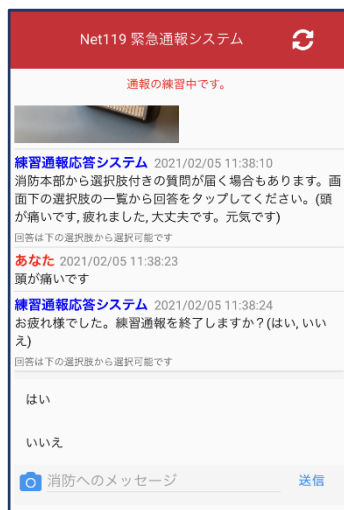 Net119 緊急通報システム
通報の練習中です。
練習通報応答システム 2021/02/05 11:38:10
消防本部から選択肢付きの質問が届く場合もあります。画
面下の選択肢の一覧から回答をタップしてください。(頭
が痛いです, 疲れました, 大丈夫です。元気です)
回答は下の選択肢から選択可能です
あなた 2021/02/05 11:38:23
頭が痛いです
練習通報応答システム 2021/02/05 11:38:24
お疲れ様でした。練習通報を終了しますか？(はい, いい
え)
回答は下の選択肢から選択可能です
はい
いいえ
消防へのメッセージ 送信